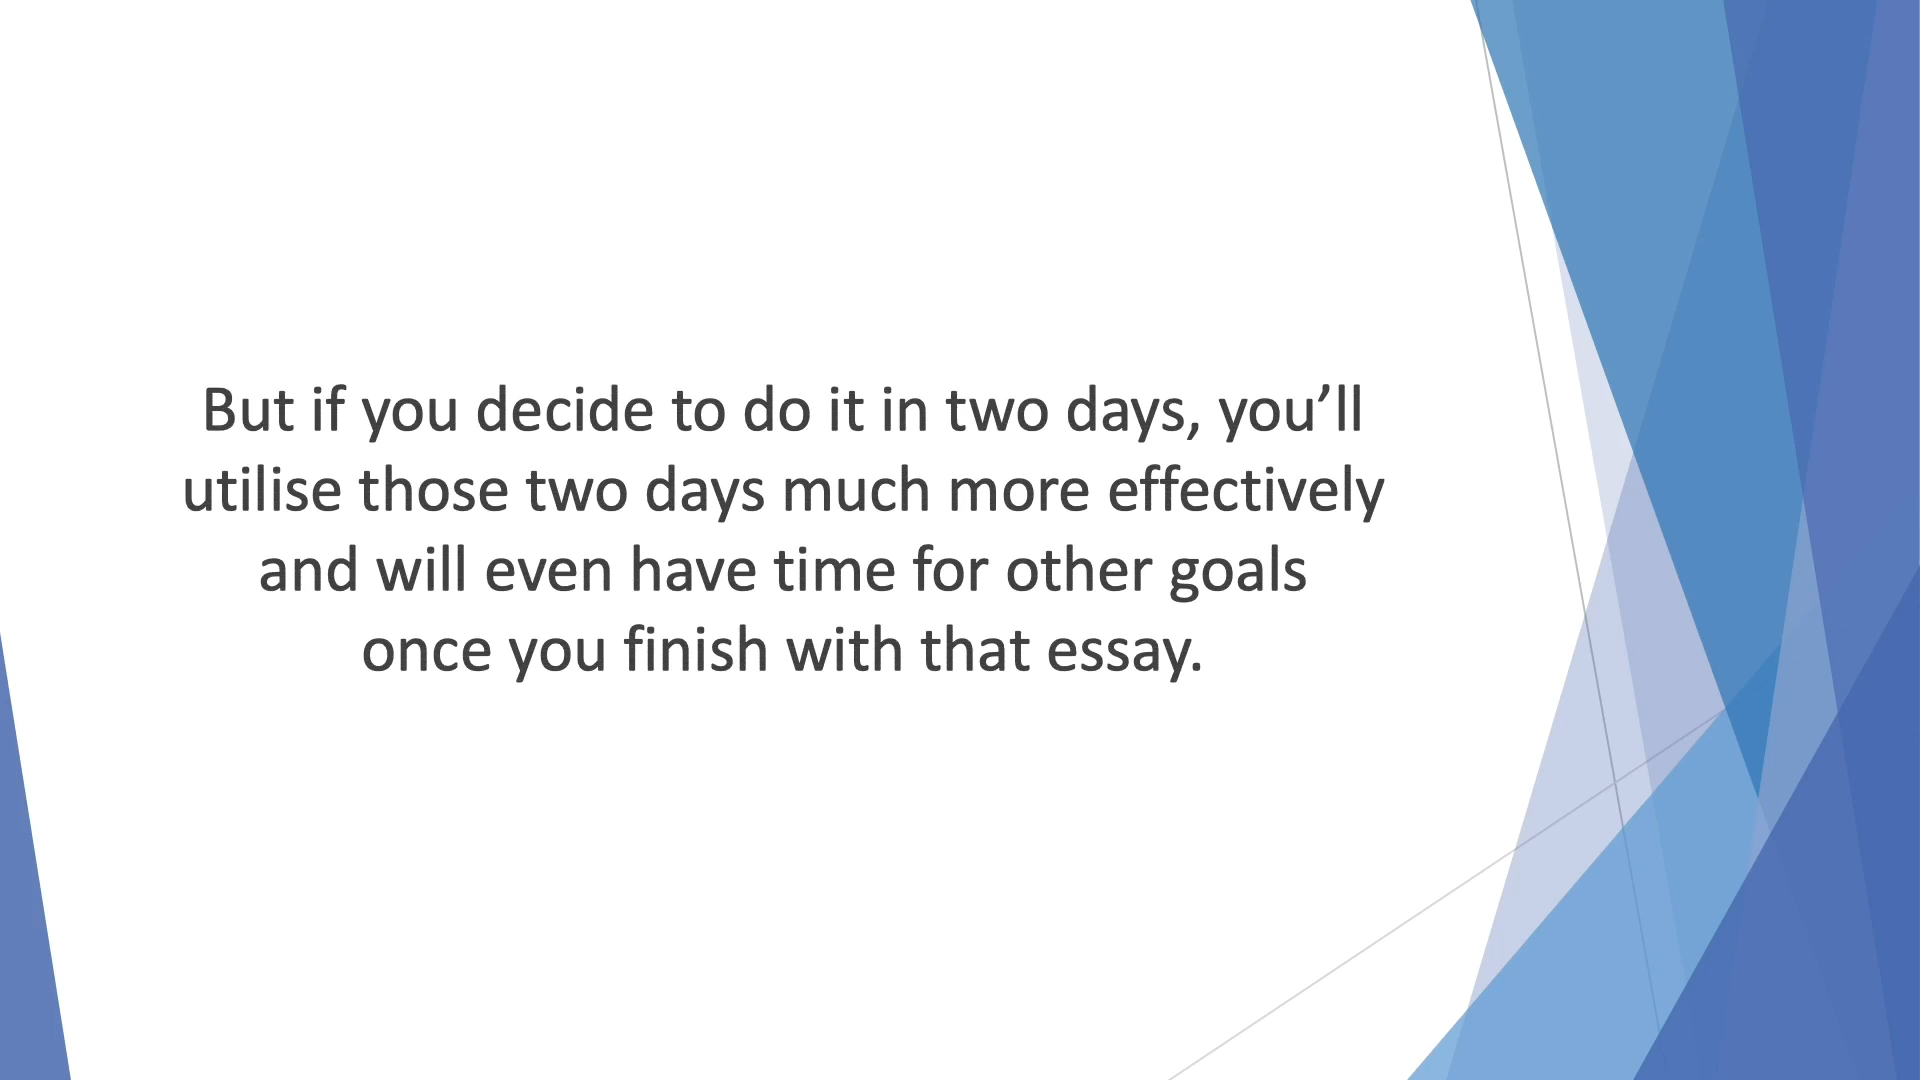 But if you decide to do it in two days, you’ll
utilise those two days much more effectively
and will even have time for other goals
once you finish with that essay.